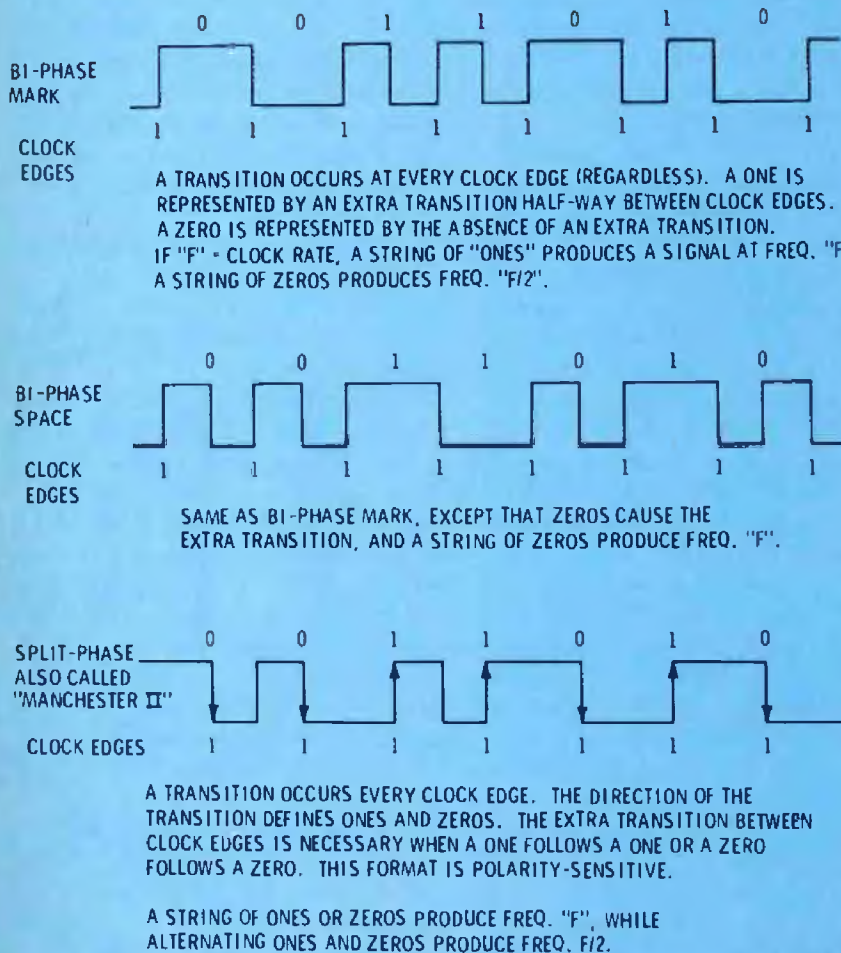 0 0 1 1 0 1 0
BI-PHASE
MARK
1 1 1 1 1 1 1 1
CLOCK
EDGES
A TRANSITION OCCURS AT EVERY CLOCK EDGE (REGARDLESS). A ONE IS
REPRESENTED BY AN EXTRA TRANSITION HALF-WAY BETWEEN CLOCK EDGES.
A ZERO IS REPRESENTED BY THE ABSENCE OF AN EXTRA TRANSITION.
IF "F" = CLOCK RATE, A STRING OF "ONES" PRODUCES A SIGNAL AT FREQ. "F
A STRING OF ZEROS PRODUCES FREQ. "F/2".
0 0 1 1 0 1 0
BI-PHASE
SPACE
CLOCK
EDGES
1 1 1 1 1 1 1 1
SAME AS BI-PHASE MARK, EXCEPT THAT ZEROS CAUSE THE
EXTRA TRANSITION, AND A STRING OF ZEROS PRODUCE FREQ. "F".
0 0 1 1 0 1 0
SPLIT-PHASE
ALSO CALLED
"MANCHESTER II"
CLOCK EDGES 1 1 1 1 1 1 1
A TRANSITION OCCURS EVERY CLOCK EDGE. THE DIRECTION OF THE
TRANSITION DEFINES ONES AND ZEROS. THE EXTRA TRANSITION BETWEEN
CLOCK EDGES IS NECESSARY WHEN A ONE FOLLOWS A ONE OR A ZERO
FOLLOWS A ZERO. THIS FORMAT IS POLARITY-SENSITIVE.
A STRING OF ONES OR ZEROS PRODUCE FREQ. "F", WHILE
ALTERNATING ONES AND ZEROS PRODUCE FREQ. F/2.